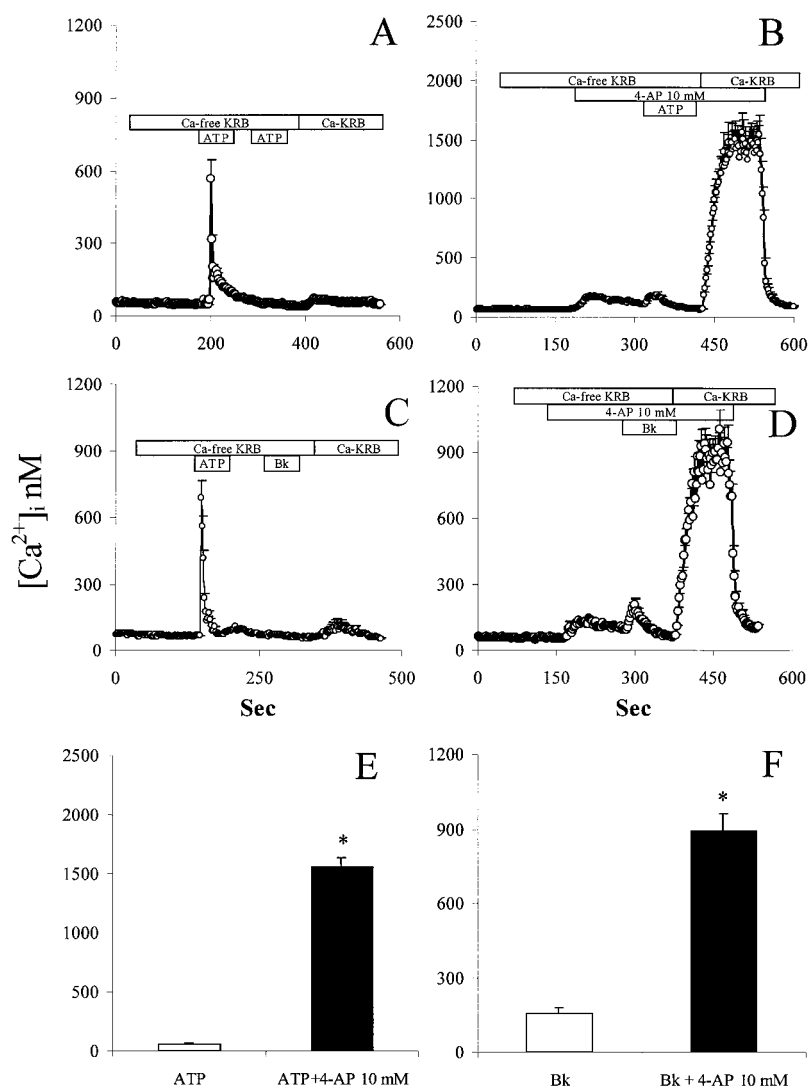 A
1200
900
600
300
0
Ca-free KRB
Ca-KRB
ATP
ATP
0
200
400
600
B
2500
2000
1500
1000
500
0
Ca-free KRB
Ca-KRB
4-AP 10 mM
ATP
0
150
300
450
600
[Ca2+]i nM
C
1200
900
600
300
0
Ca-free KRB
Ca-KRB
ATP
Bk
0
250
500
Sec
D
1200
900
600
300
0
Ca-free KRB
Ca-KRB
4-AP 10 mM
Bk
0
150
300
450
600
Sec
E
2500
2000
1500
1000
500
0
*
ATP
ATP+4-AP 10 mM
F
1200
900
600
300
0
*
Bk
Bk + 4-AP 10 mM